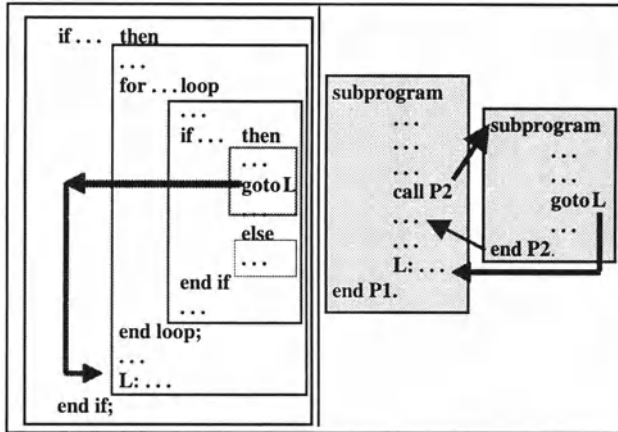 if . . . then
. . .
for . . . loop
. . .
if . . . then
. . .
goto L
. . .
else
. . .
end if
. . .
end loop;
. . .
L: . . .
end if;
subprogram
. . .
. . .
. . .
call P2
. . .
. . .
L: . . .
end P1.
subprogram
. . .
. . .
goto L
. . .
end P2.